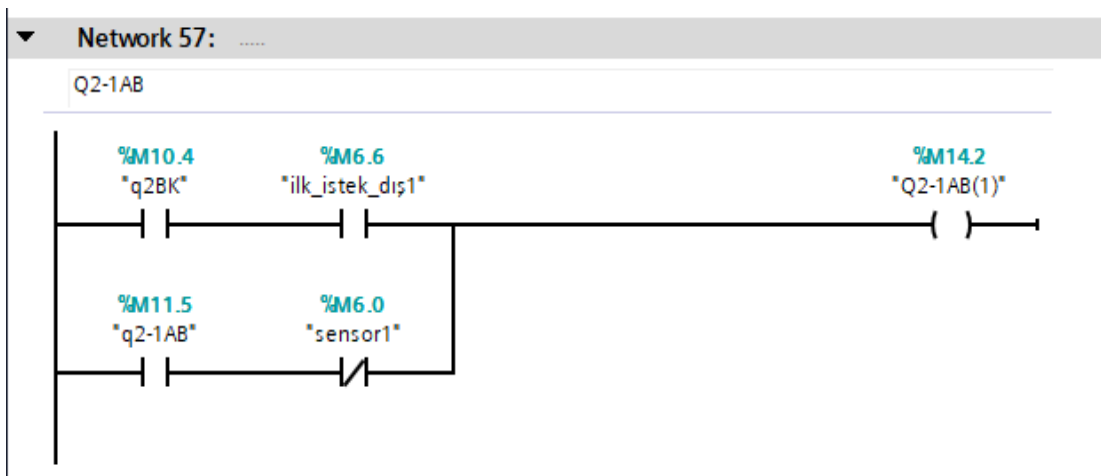 Network 57: .....
Q2-1AB
%M10.4 %M6.6 %M14.2
"q2BK" "ilk_istek_dış1" "Q2-1AB(1)"
%M11.5 %M6.0
"q2-1AB" "sensor1"